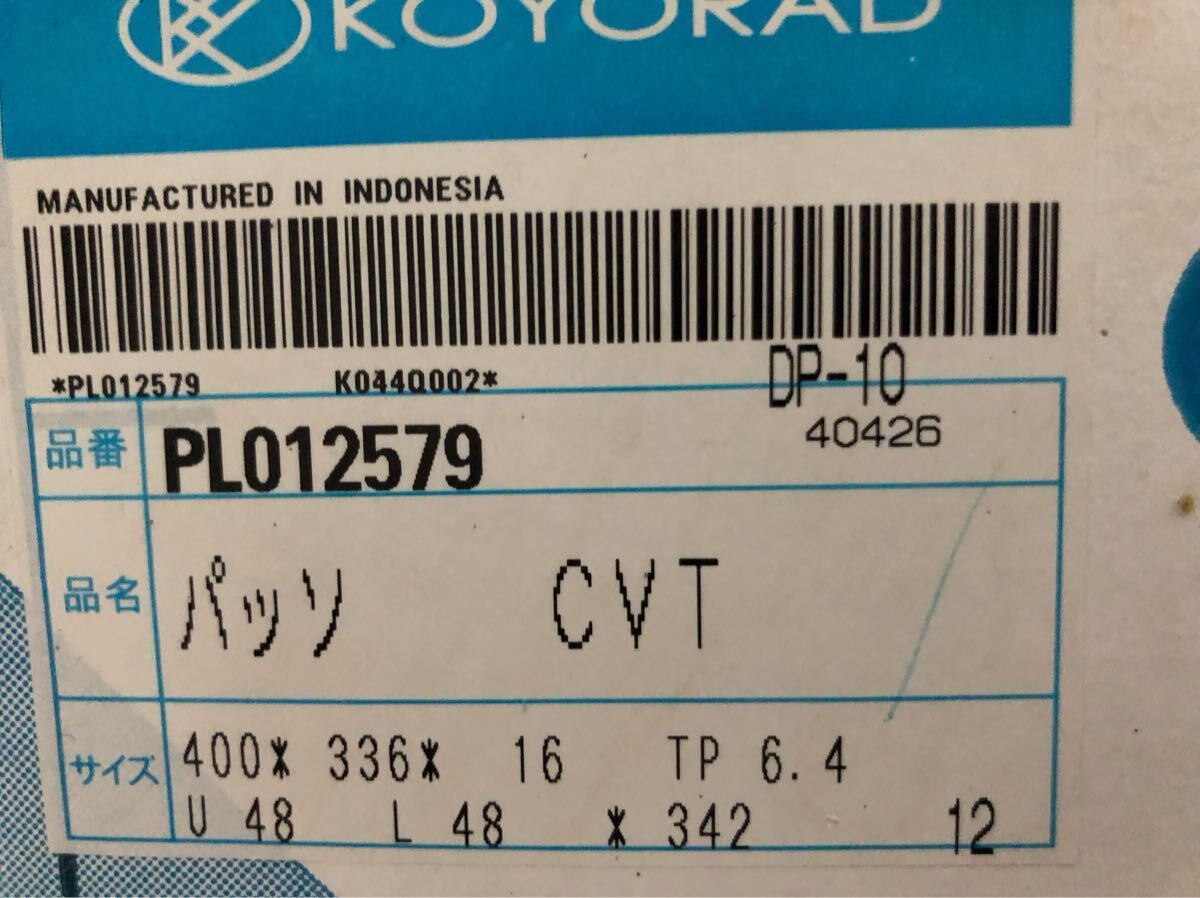 KOYORAD
MANUFACTURED IN INDONESIA
*PL012579 K044Q002*
DP-10
40426
品番 PL012579
品名 パッソ CVT
サイズ 400* 336* 16 TP 6.4
U 48 L 48 * 342 12